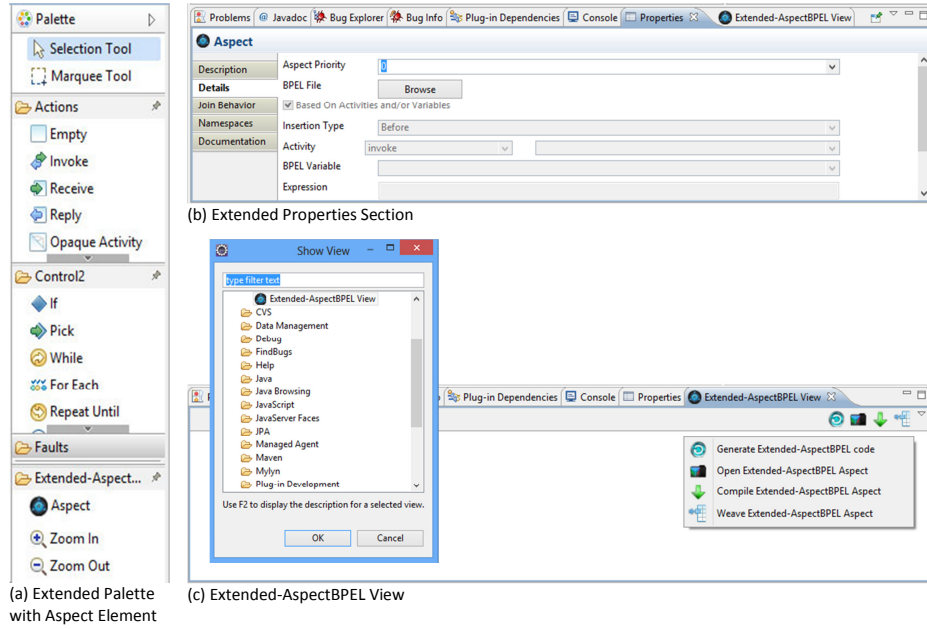 Palette
Selection Tool
Marquee Tool
Actions
Empty
Invoke
Receive
Reply
Opaque Activity
Control2
If
Pick
While
For Each
Repeat Until
Faults
Extended-Aspect...
Aspect
Zoom In
Zoom Out
(a) Extended Palette
with Aspect Element
Problems @ Javadoc Bug Explorer Bug Info Plug-in Dependencies Console Properties Extended-AspectBPEL View
Aspect
Description
Details
Join Behavior
Namespaces
Documentation
Aspect Priority 0
BPEL File Browse
Based On Activities and/or Variables
Insertion Type Before
Activity invoke
BPEL Variable
Expression
(b) Extended Properties Section
Show View
type filter text
Extended-AspectBPEL View
CVS
Data Management
Debug
FindBugs
Help
Java
Java Browsing
JavaScript
JavaServer Faces
JPA
Managed Agent
Maven
Mylyn
Plug-in Development
Use F2 to display the description for a selected view.
OK Cancel
Plug-in Dependencies Console Properties Extended-AspectBPEL View
Generate Extended-AspectBPEL code
Open Extended-AspectBPEL Aspect
Compile Extended-AspectBPEL Aspect
Weave Extended-AspectBPEL Aspect
(c) Extended-AspectBPEL View